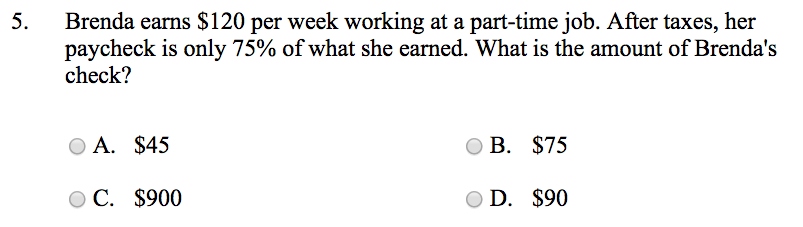 5. Brenda earns $120 per week working at a part-time job. After taxes, her
paycheck is only 75% of what she earned. What is the amount of Brenda's
check?
A. $45 B. $75
C. $900 D. $90